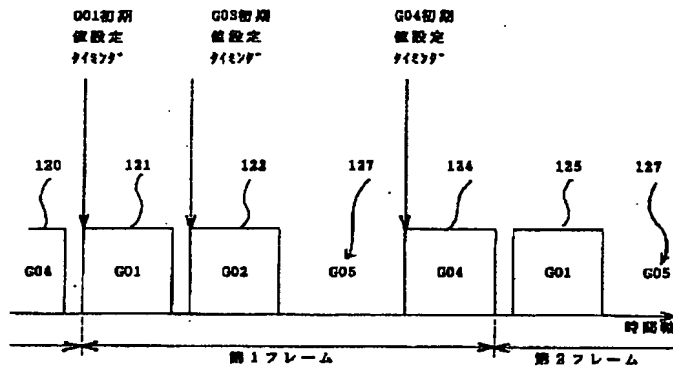 G01初期
値設定
タイミング
G03初期
値設定
タイミング
G04初期
値設定
タイミング
120
121
122
127
124
125
127
G04
G01
G02
G05
G04
G01
G05
時間軸
第1フレーム
第2フレーム